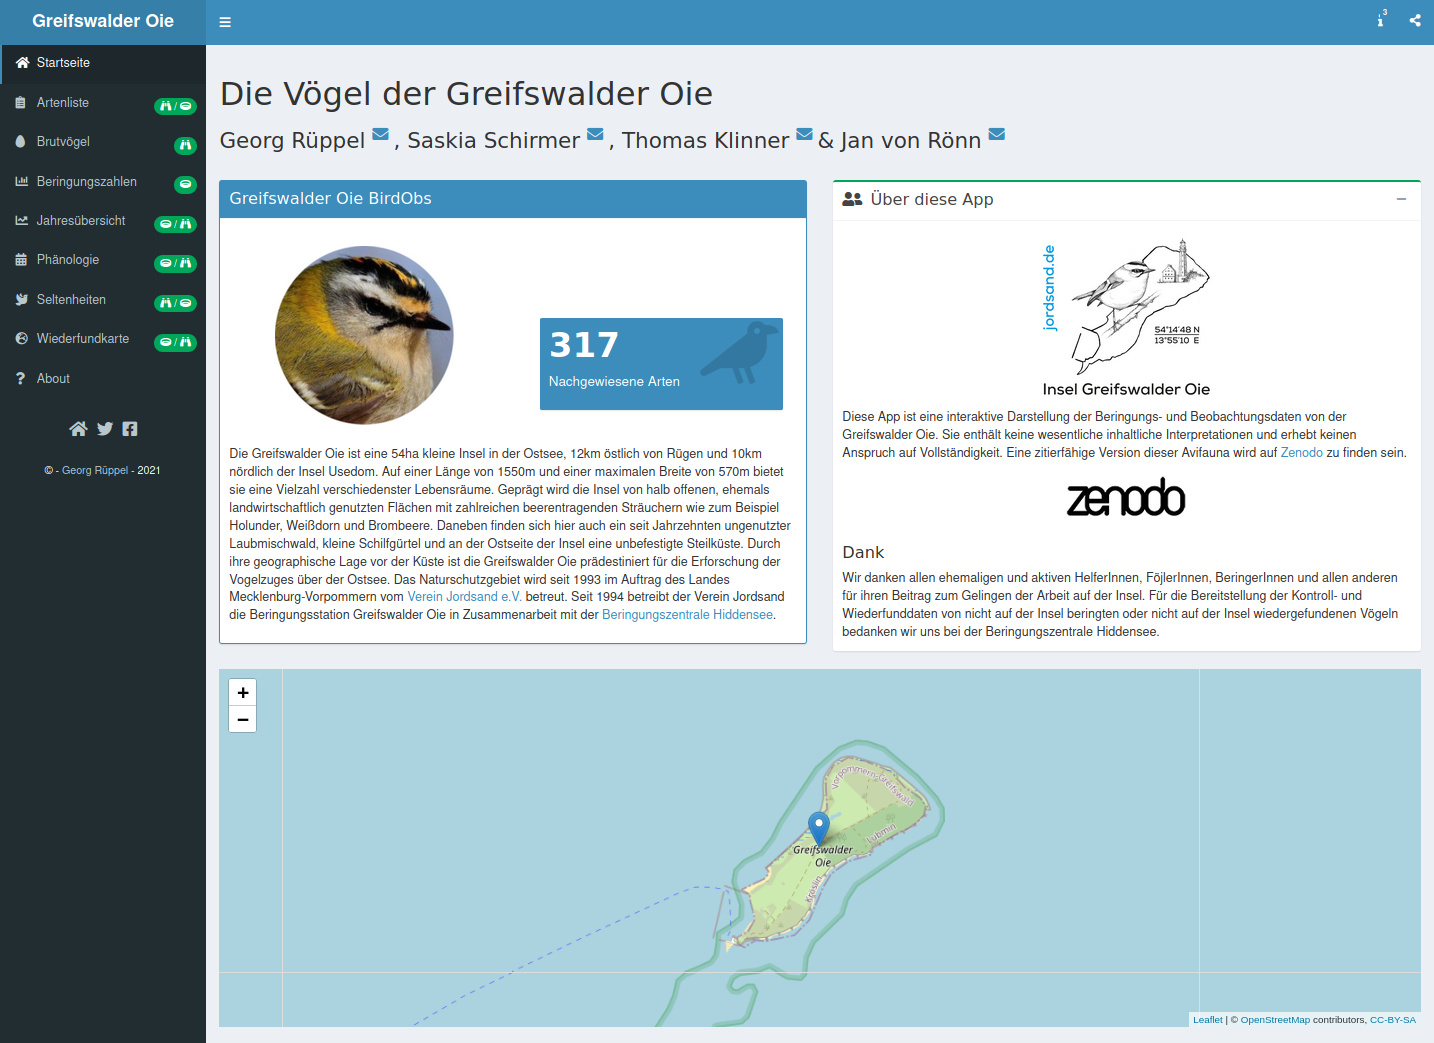 Greifswalder Oie
3
Startseite
Artenliste
/
Brutvögel
Beringungszahlen
Jahresübersicht
/
Phänologie
/
Seltenheiten
/
Wiederfundkarte
/
About
© - Georg Rüppel - 2021
Die Vögel der Greifswalder Oie
Georg Rüppel , Saskia Schirmer , Thomas Klinner & Jan von Rönn
Greifswalder Oie BirdObs
317
Nachgewiesene Arten
Die Greifswalder Oie ist eine 54ha kleine Insel in der Ostsee, 12km östlich von Rügen und 10km
nördlich der Insel Usedom. Auf einer Länge von 1550m und einer maximalen Breite von 570m bietet
sie eine Vielzahl verschiedenster Lebensräume. Geprägt wird die Insel von halb offenen, ehemals
landwirtschaftlich genutzten Flächen mit zahlreichen beerentragenden Sträuchern wie zum Beispiel
Holunder, Weißdorn und Brombeere. Daneben finden sich hier auch ein seit Jahrzehnten ungenutzter
Laubmischwald, kleine Schilfgürtel und an der Ostseite der Insel eine unbefestigte Steilküste. Durch
ihre geographische Lage vor der Küste ist die Greifswalder Oie prädestiniert für die Erforschung der
Vogelzuges über der Ostsee. Das Naturschutzgebiet wird seit 1993 im Auftrag des Landes
Mecklenburg-Vorpommern vom Verein Jordsand e.V. betreut. Seit 1994 betreibt der Verein Jordsand
die Beringungsstation Greifswalder Oie in Zusammenarbeit mit der Beringungszentrale Hiddensee.
Über diese App
jordsand.de
54°14'48 N
13°55'10 E
Insel Greifswalder Oie
Diese App ist eine interaktive Darstellung der Beringungs- und Beobachtungsdaten von der
Greifswalder Oie. Sie enthält keine wesentliche inhaltliche Interpretationen und erhebt keinen
Anspruch auf Vollständigkeit. Eine zitierfähige Version dieser Avifauna wird auf Zenodo zu finden sein.
zenodo
Dank
Wir danken allen ehemaligen und aktiven HelferInnen, FöjlerInnen, BeringerInnen und allen anderen
für ihren Beitrag zum Gelingen der Arbeit auf der Insel. Für die Bereitstellung der Kontroll- und
Wiederfunddaten von nicht auf der Insel beringten oder nicht auf der Insel wiedergefundenen Vögeln
bedanken wir uns bei der Beringungszentrale Hiddensee.
+
−
Vorpommern-Greifswald
Lubmin
Greifswalder
Oie
Kröslin
Leaflet | © OpenStreetMap contributors, CC-BY-SA